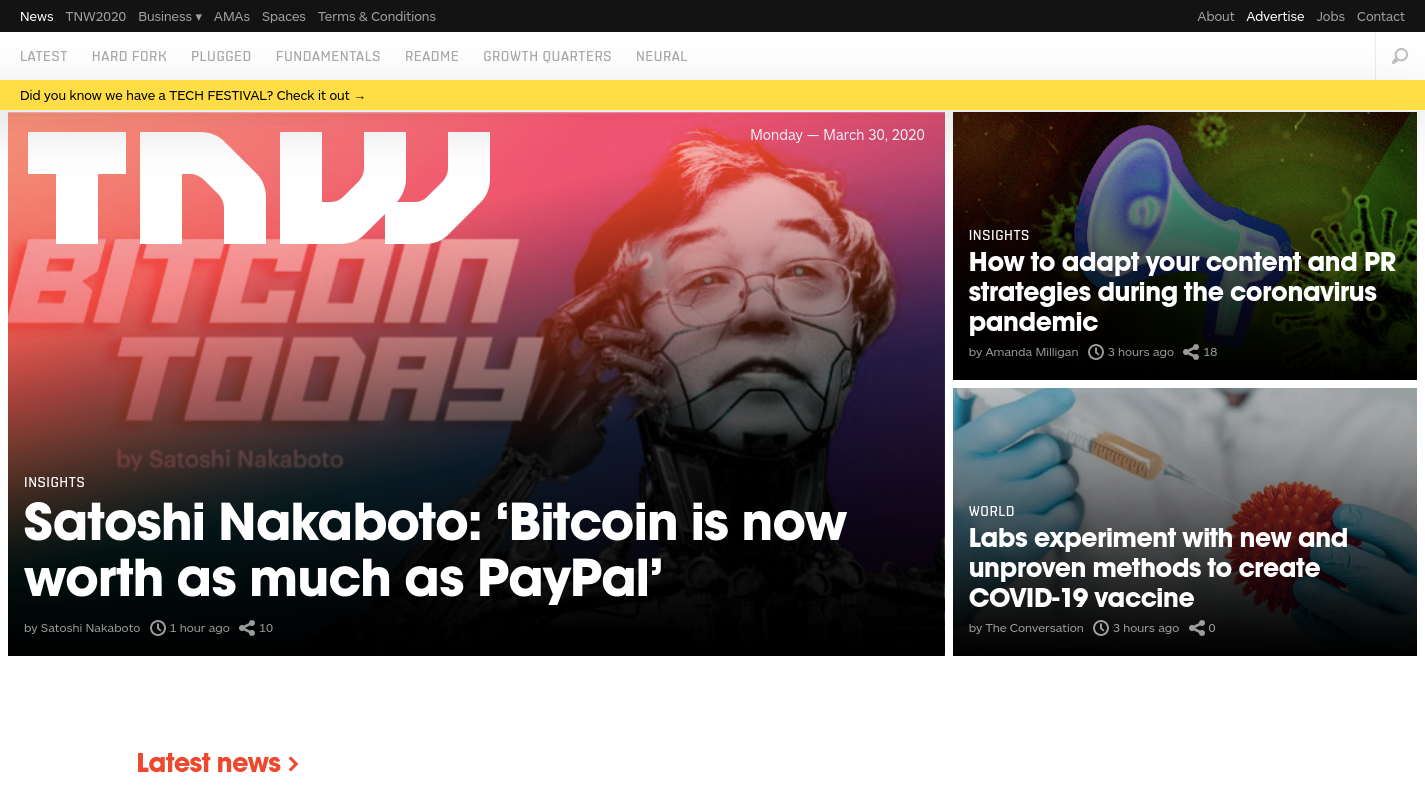 News TNW2020 Business ▾ AMAs Spaces Terms & Conditions About Advertise Jobs Contact
LATEST HARD FORK PLUGGED FUNDAMENTALS README GROWTH QUARTERS NEURAL
Did you know we have a TECH FESTIVAL? Check it out →
TNW
Monday — March 30, 2020
BITCOIN
TODAY
by Satoshi Nakaboto
INSIGHTS
Satoshi Nakaboto: ‘Bitcoin is now
worth as much as PayPal’
by Satoshi Nakaboto 1 hour ago 10
INSIGHTS
How to adapt your content and PR
strategies during the coronavirus
pandemic
by Amanda Milligan 3 hours ago 18
WORLD
Labs experiment with new and
unproven methods to create
COVID-19 vaccine
by The Conversation 3 hours ago 0
Latest news ›